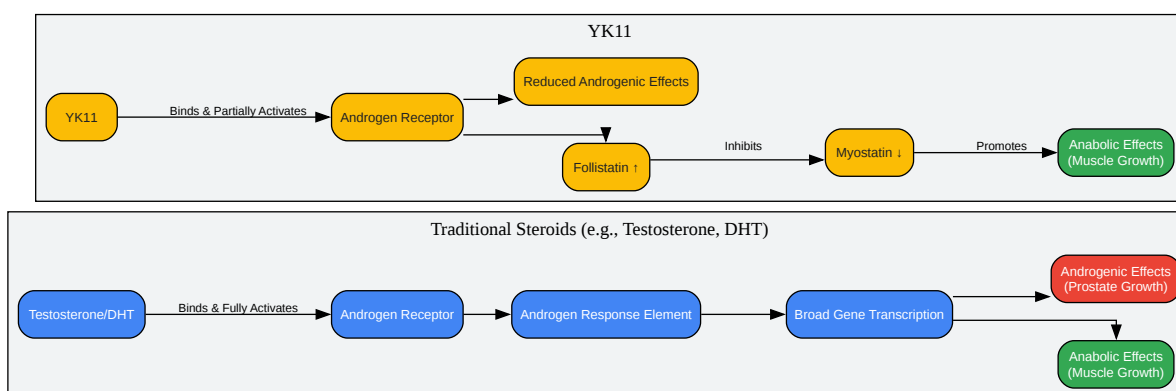 YK11
Reduced Androgenic Effects
YK11
Binds & Partially Activates
Androgen Receptor
Follistatin ↑
Inhibits
Myostatin ↓
Promotes
Anabolic Effects
(Muscle Growth)
Traditional Steroids (e.g., Testosterone, DHT)
Testosterone/DHT
Binds & Fully Activates
Androgen Receptor
Androgen Response Element
Broad Gene Transcription
Androgenic Effects
(Prostate Growth)
Anabolic Effects
(Muscle Growth)